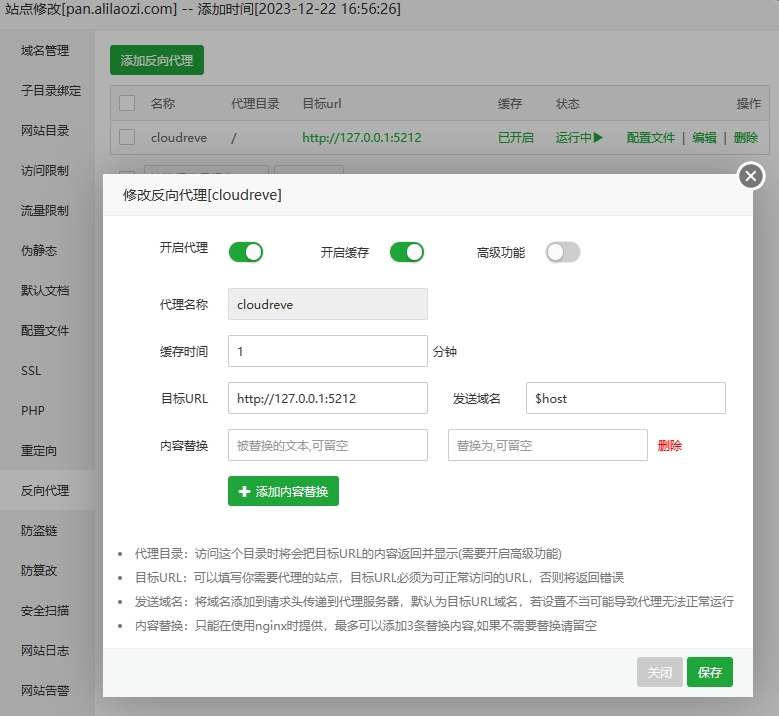 站点修改[pan.alilaozi.com] -- 添加时间[2023-12-22 16:56:26]
域名管理
子目录绑定
网站目录
访问限制
流量限制
伪静态
默认文档
配置文件
SSL
PHP
重定向
反向代理
防盗链
防篡改
安全扫描
网站日志
网站告警
添加反向代理
名称 代理目录 目标url 缓存 状态 操作
cloudreve / http://127.0.0.1:5212 已开启 运行中 配置文件 | 编辑 | 删除
修改反向代理[cloudreve]
开启代理 开启缓存 高级功能
代理名称 cloudreve
缓存时间 1 分钟
目标URL http://127.0.0.1:5212 发送域名 $host
内容替换 被替换的文本,可留空 替换为,可留空 删除
添加内容替换
代理目录：访问这个目录时将会把目标URL的内容返回并显示(需要开启高级功能)
目标URL：可以填写你需要代理的站点，目标URL必须为可正常访问的URL，否则将返回错误
发送域名：将域名添加到请求头传递到代理服务器，默认为目标URL域名，若设置不当可能导致代理无法正常运行
内容替换：只能在使用nginx时提供，最多可以添加3条替换内容,如果不需要替换请留空
关闭 保存